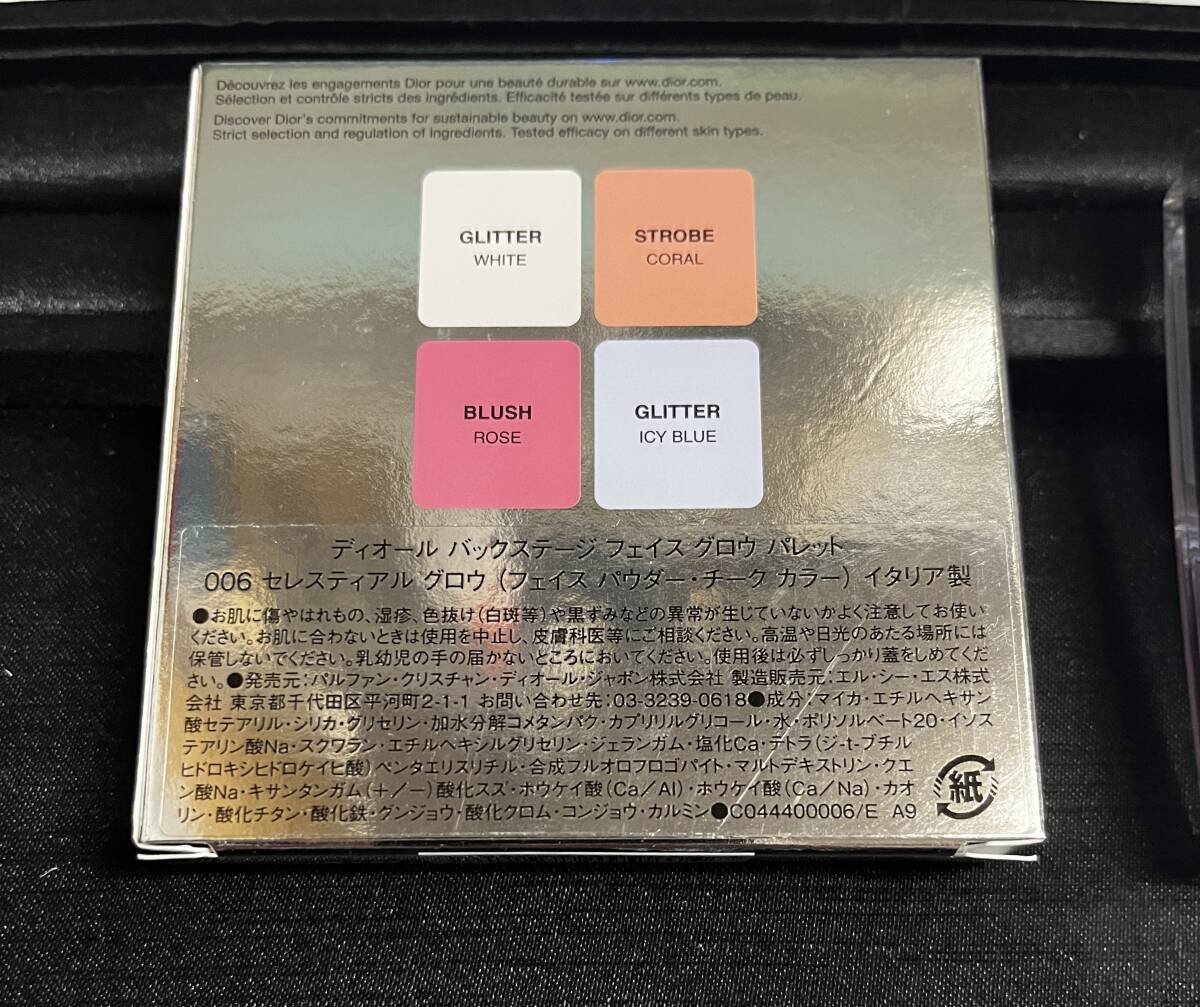 Découvrez les engagements Dior pour une beauté durable sur www.dior.com.
Sélection et contrôle stricts des ingrédients. Efficacité testée sur différents types de peau.
Discover Dior's commitments for sustainable beauty on www.dior.com.
Strict selection and regulation of ingredients. Tested efficacy on different skin types.
GLITTER
WHITE
STROBE
CORAL
BLUSH
ROSE
GLITTER
ICY BLUE
ディオール バックステージ フェイス グロウ パレット
006 セレスティアル グロウ (フェイス パウダー・チーク カラー) イタリア製
●お肌に傷やはれもの、湿疹、色抜け(白斑等)や黒ずみなどの異常が生じていないかよく注意してお使い
ください。お肌に合わないときは使用を中止し、皮膚科医等にご相談ください。高温や日光のあたる場所には
保管しないでください。乳幼児の手の届かないところにおいてください。使用後は必ずしっかり蓋をしめてくだ
さい。●発売元:パルファン・クリスチャン・ディオール・ジャポン株式会社 製造販売元:エル・シー・エス株式
会社 東京都千代田区平河町2-1-1 お問い合わせ先:03-3239-0618●成分:マイカ・エチルヘキサン
酸セテアリル・シリカ・グリセリン・加水分解コメタンパク・カプリリルグリコール・水・ポリソルベート20・イソス
テアリン酸Na・スクワラン・エチルヘキシルグリセリン・ジェランガム・塩化Ca・テトラ(ジ-t-ブチル
ヒドロキシヒドロケイヒ酸)ペンタエリスリチル・合成フルオロフロゴパイト・マルトデキストリン・クエ
ン酸Na・キサンタンガム(+/−)酸化スズ・ホウケイ酸(Ca/Al)・ホウケイ酸(Ca/Na)・カオ
リン・酸化チタン・酸化鉄・グンジョウ・酸化クロム・コンジョウ・カルミン●C044400006/E A9
紙